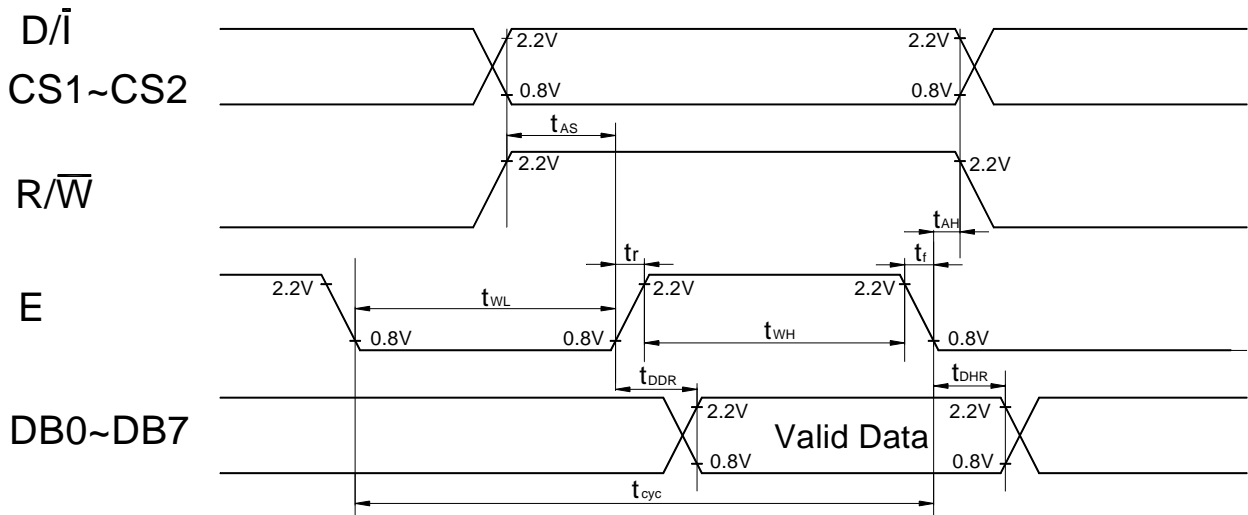 D/Ī
CS1~CS2
2.2V 2.2V
0.8V 0.8V
tAS
R/W̅
2.2V 2.2V
tAH
E
tr tf
2.2V 2.2V 2.2V
tWL
tWH
0.8V 0.8V 0.8V
tDDR tDHR
DB0~DB7
2.2V 2.2V
Valid Data
0.8V 0.8V
tcyc